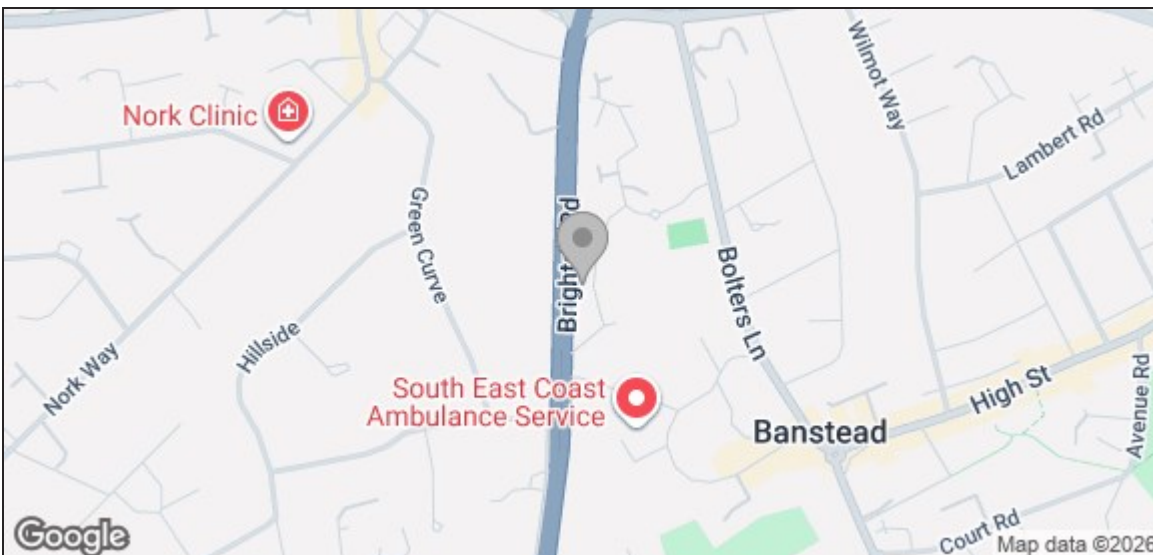 Wilmot Way
Nork Clinic
Lambert Rd
Green Curve
Bolters Ln
Hillside
Nork Way
South East Coast
Ambulance Service
High St
Avenue Rd
Banstead
Court Rd
Google
Map data ©2026